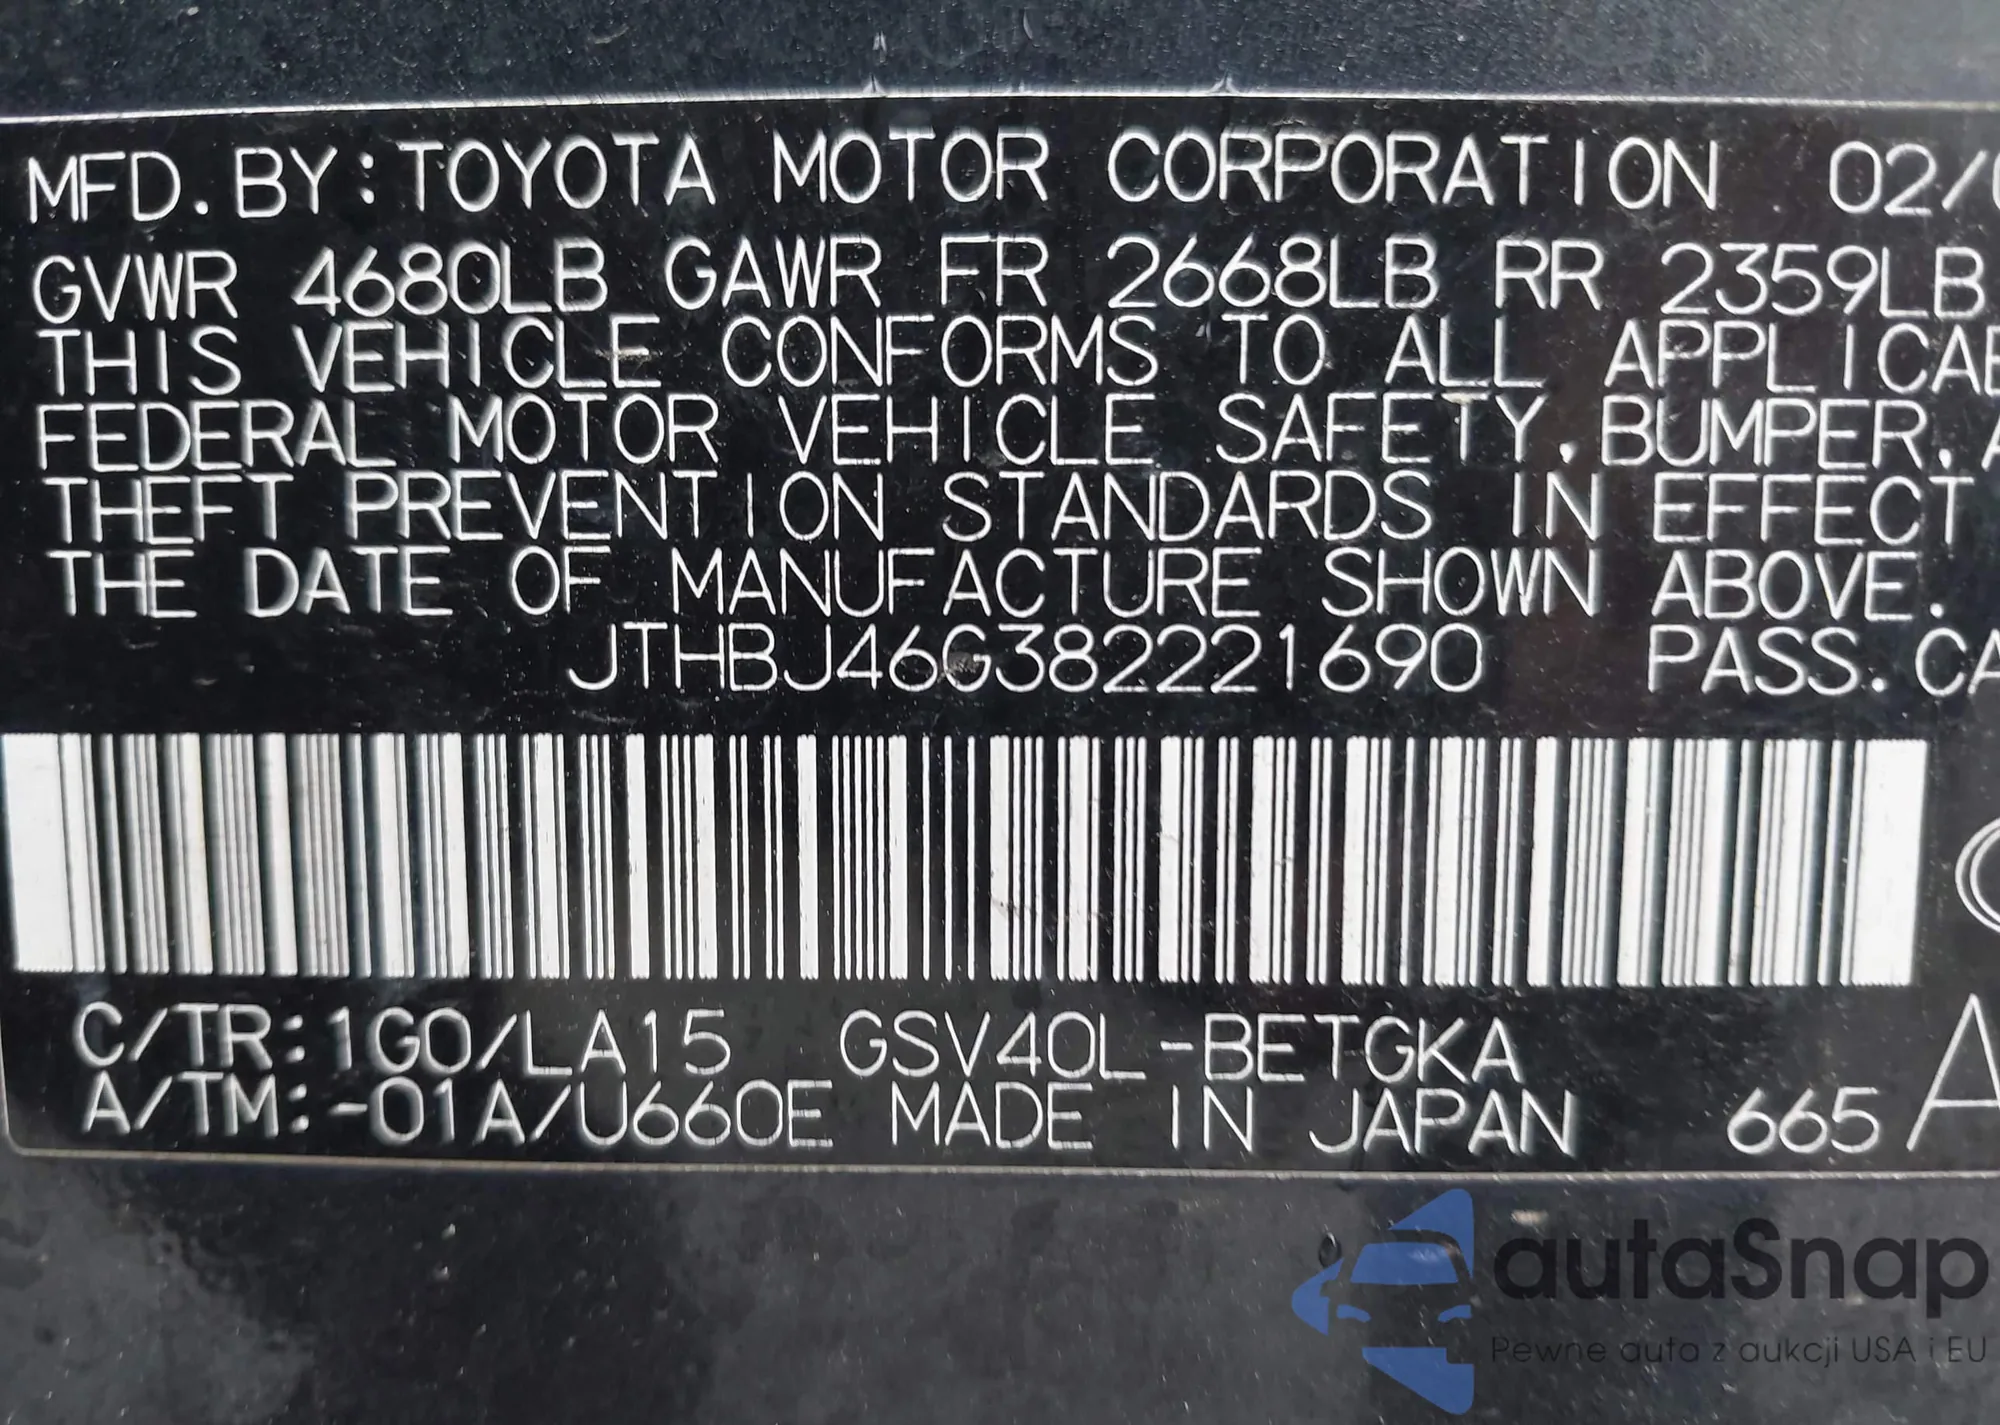 MFD. BY: TOYOTA MOTOR CORPORATION 02/0
GVWR 4680LB GAWR FR 2668LB RR 2359LB
THIS VEHICLE CONFORMS TO ALL APPLICAB
FEDERAL MOTOR VEHICLE SAFETY, BUMPER, A
THEFT PREVENTION STANDARDS IN EFFECT
THE DATE OF MANUFACTURE SHOWN ABOVE.
JTHBJ46G382221690 PASS. CA
C/TR: 1G0/LA15 GSV40L-BETGKA
A/TM: -01A/U660E MADE IN JAPAN 665 A
autaSnap
Pewne auta z aukcji USA i EU